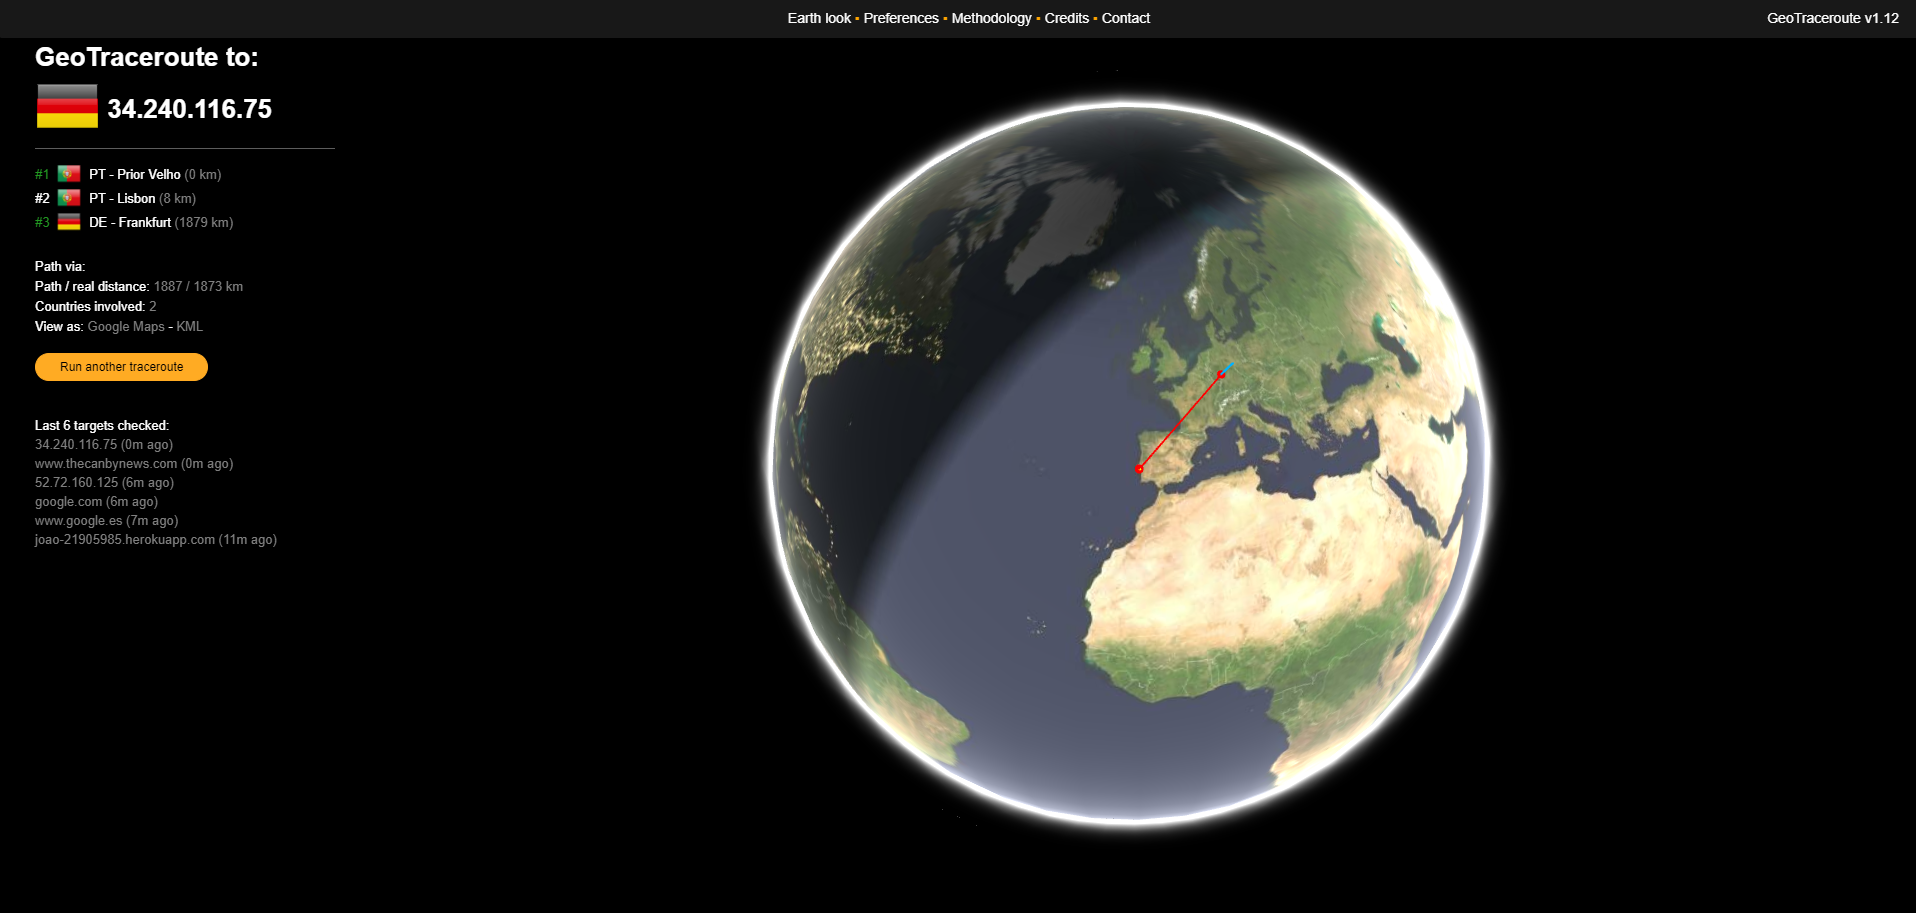 Earth look ▪ Preferences ▪ Methodology ▪ Credits ▪ Contact
GeoTraceroute v1.12
GeoTraceroute to:
34.240.116.75
#1 PT - Prior Velho (0 km)
#2 PT - Lisbon (8 km)
#3 DE - Frankfurt (1879 km)
Path via:
Path / real distance: 1887 / 1873 km
Countries involved: 2
View as: Google Maps - KML
Run another traceroute
Last 6 targets checked:
34.240.116.75 (0m ago)
www.thecanbynews.com (0m ago)
52.72.160.125 (6m ago)
google.com (6m ago)
www.google.es (7m ago)
joao-21905985.herokuapp.com (11m ago)